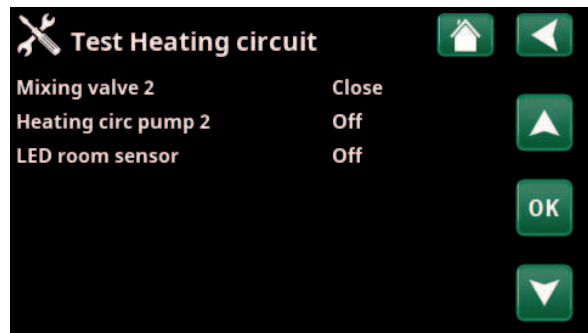 Test Heating circuit
Mixing valve 2 Close
Heating circ pump 2 Off
LED room sensor Off
OK